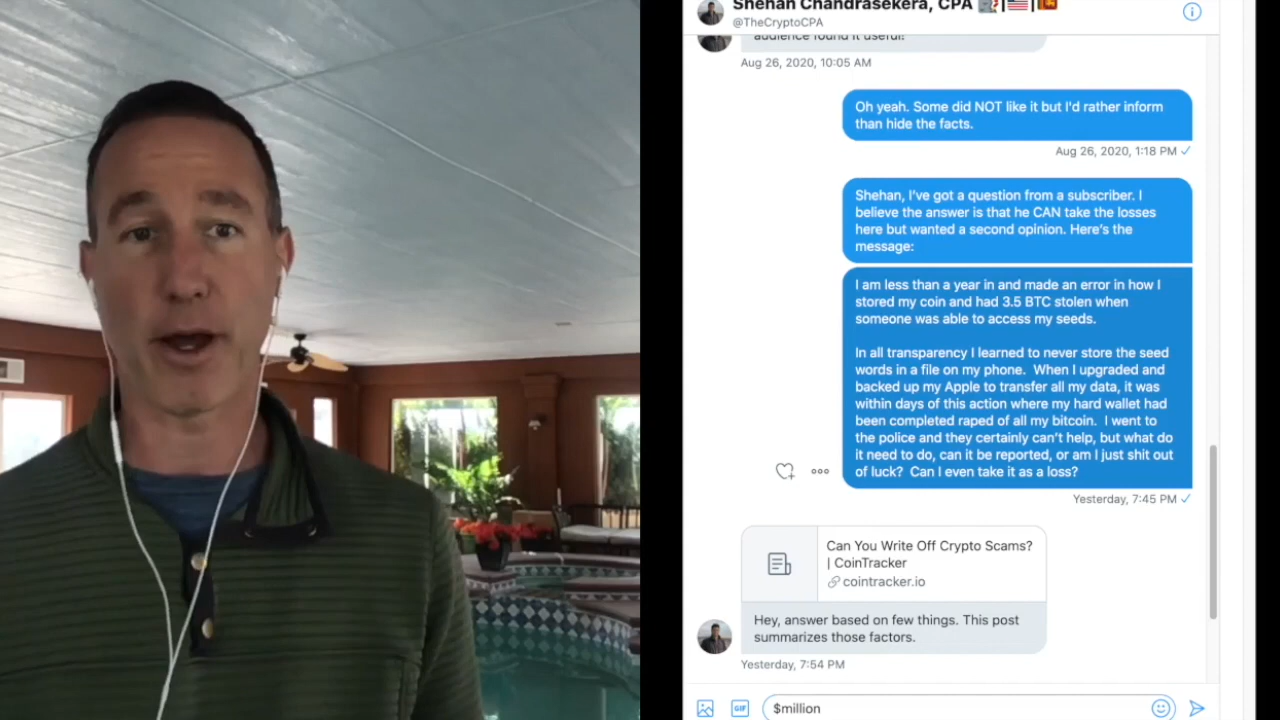 Shehan Chandrasekera, CPA
@TheCryptoCPA
audience found it useful!
Aug 26, 2020, 10:05 AM
Oh yeah. Some did NOT like it but I'd rather inform
than hide the facts.
Aug 26, 2020, 1:18 PM
Shehan, I've got a question from a subscriber. I
believe the answer is that he CAN take the losses
here but wanted a second opinion. Here's the
message:
I am less than a year in and made an error in how I
stored my coin and had 3.5 BTC stolen when
someone was able to access my seeds.
In all transparency I learned to never store the seed
words in a file on my phone. When I upgraded and
backed up my Apple to transfer all my data, it was
within days of this action where my hard wallet had
been completed raped of all my bitcoin. I went to
the police and they certainly can't help, but what do
it need to do, can it be reported, or am I just shit out
of luck? Can I even take it as a loss?
Yesterday, 7:45 PM
Can You Write Off Crypto Scams?
| CoinTracker
cointracker.io
Hey, answer based on few things. This post
summarizes those factors.
Yesterday, 7:54 PM
GIF
$million